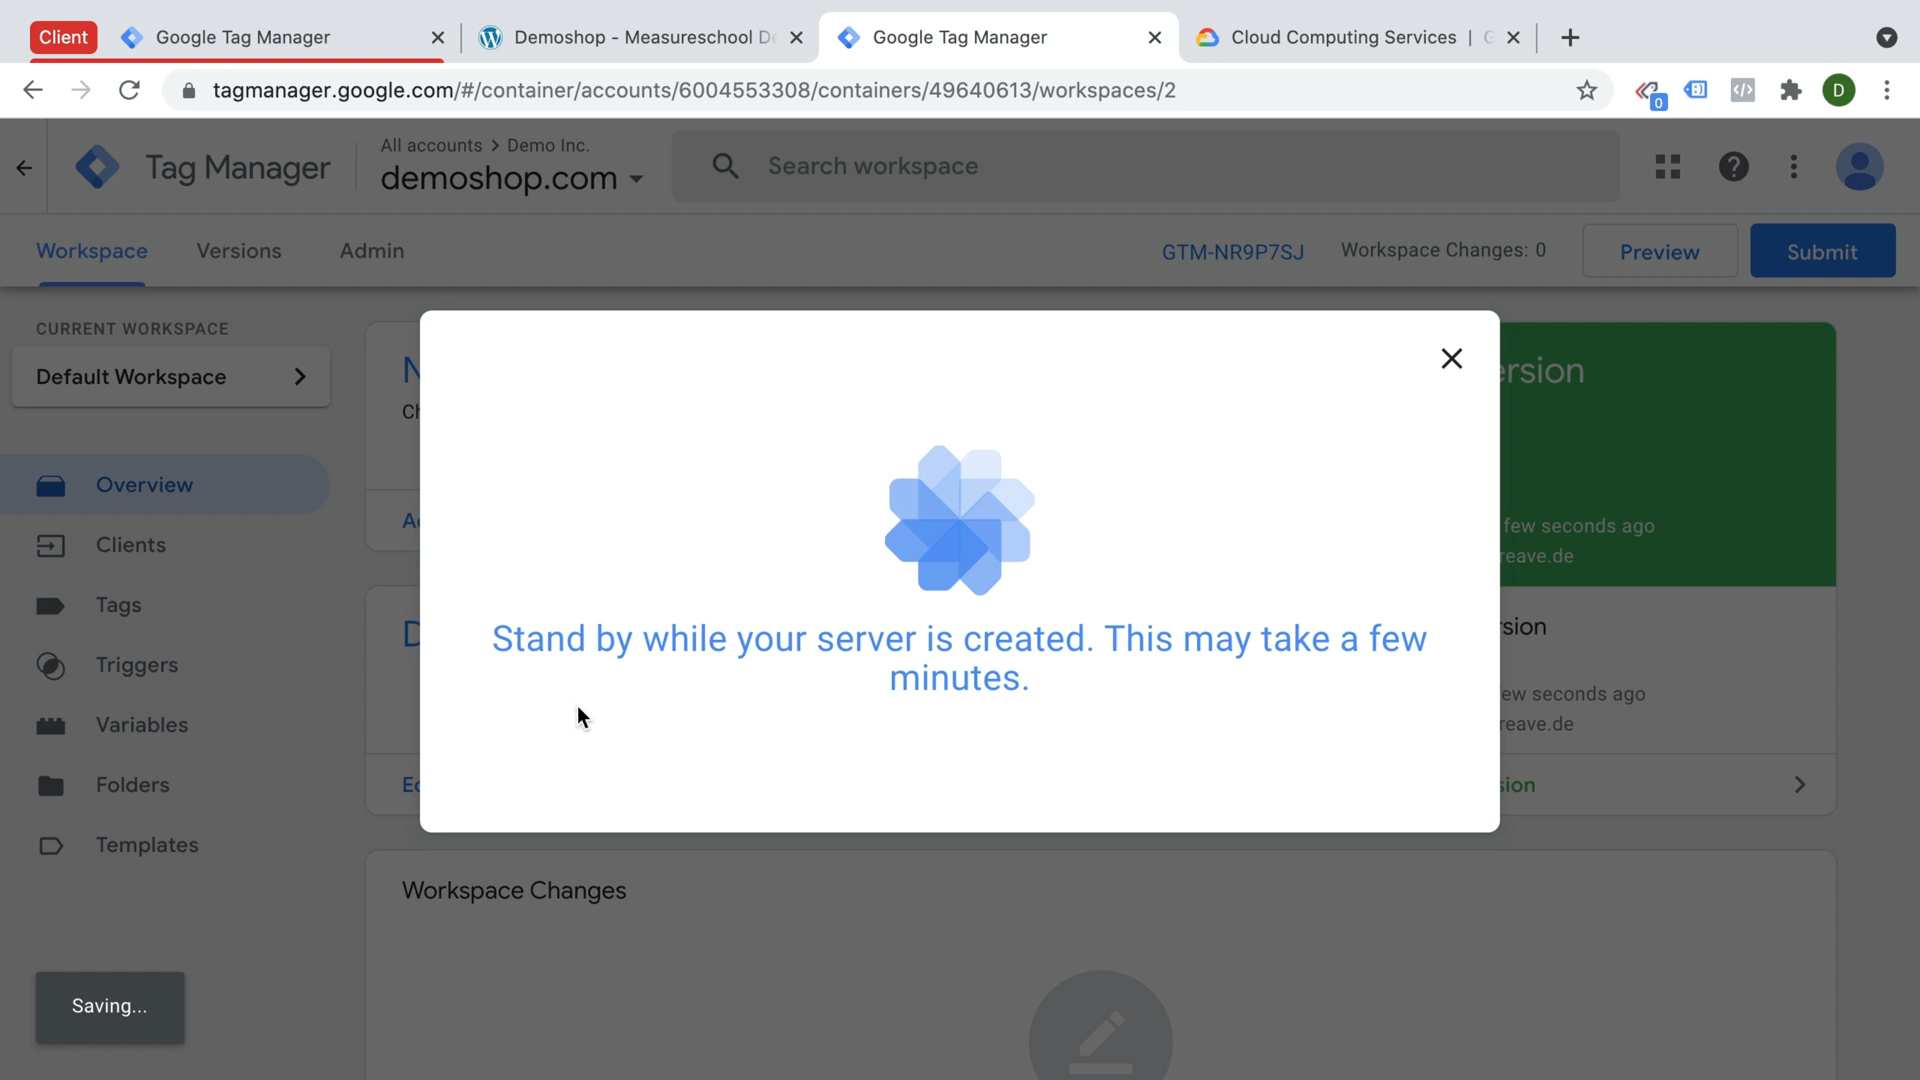 Client
Google Tag Manager
Demoshop - Measureschool De
Google Tag Manager
Cloud Computing Services | G
tagmanager.google.com/#/container/accounts/6004553308/containers/49640613/workspaces/2
0
D
Tag Manager
All accounts > Demo Inc.
demoshop.com
Search workspace
Workspace
Versions
Admin
GTM-NR9P7SJ
Workspace Changes: 0
Preview
Submit
CURRENT WORKSPACE
Default Workspace
ersion
few seconds ago
reave.de
Overview
Clients
Tags
Triggers
Variables
Folders
Templates
Stand by while your server is created. This may take a few
minutes.
rsion
ew seconds ago
reave.de
sion
Workspace Changes
Saving...